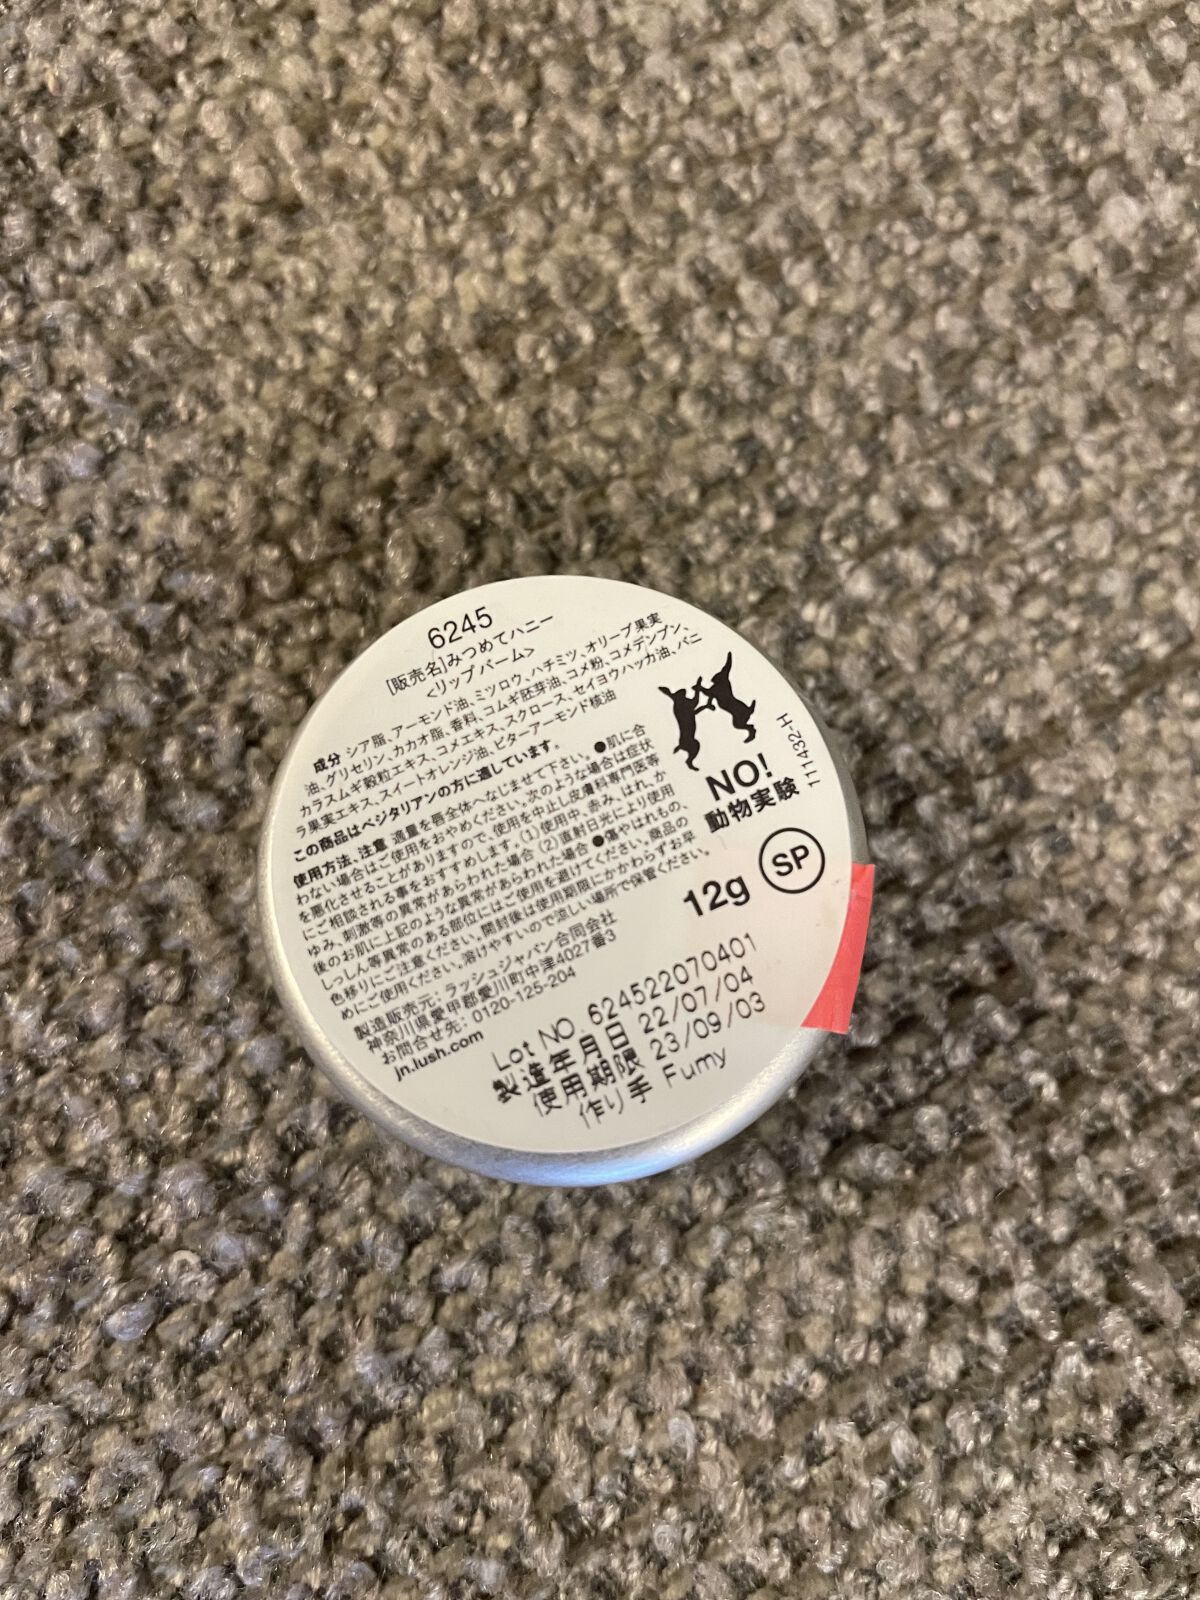 6245
[販売名]みつめてハニー
<リップバーム>
成分 シア脂、アーモンド油、ミツロウ、ハチミツ、オリーブ果実
油、グリセリン、カカオ脂、香料、コムギ胚芽油、コメ粉、コメデンプン、
カラスムギ穀粒エキス、コメエキス、スクロース、セイヨウハッカ油、バニ
ラ果実エキス、スイートオレンジ油、ビターアーモンド核油
この商品はベジタリアンの方に適しています。
使用方法、注意 適量を唇全体へなじませて下さい。●肌に合
わない場合はご使用をおやめください。次のような場合は症状
を悪化させることがありますので、使用を中止し皮膚科専門医等
にご相談される事をおすすめします。(1)使用中、赤み、はれ、か
ゆみ、刺激等の異常があらわれた場合 (2)直射日光により使用
後のお肌に上記のような異常があらわれた場合 ●傷やはれもの、
しっしん等異常のある部位にはご使用を避けてください。商品の
色移りにご注意ください。開封後は使用期限にかかわらずお早
めにご使用ください。溶けやすいので涼しい場所で保管ください。
製造販売元: ラッシュジャパン合同会社
神奈川県愛甲郡愛川町中津4027番3
お問合せ先: 0120-125-204
jn.lush.com
NO!
動物実験
111432-H
12g
SP
Lot NO. 624522070401
製造年月日 22/07/04
使用期限 23/09/03
作り手 Fumy